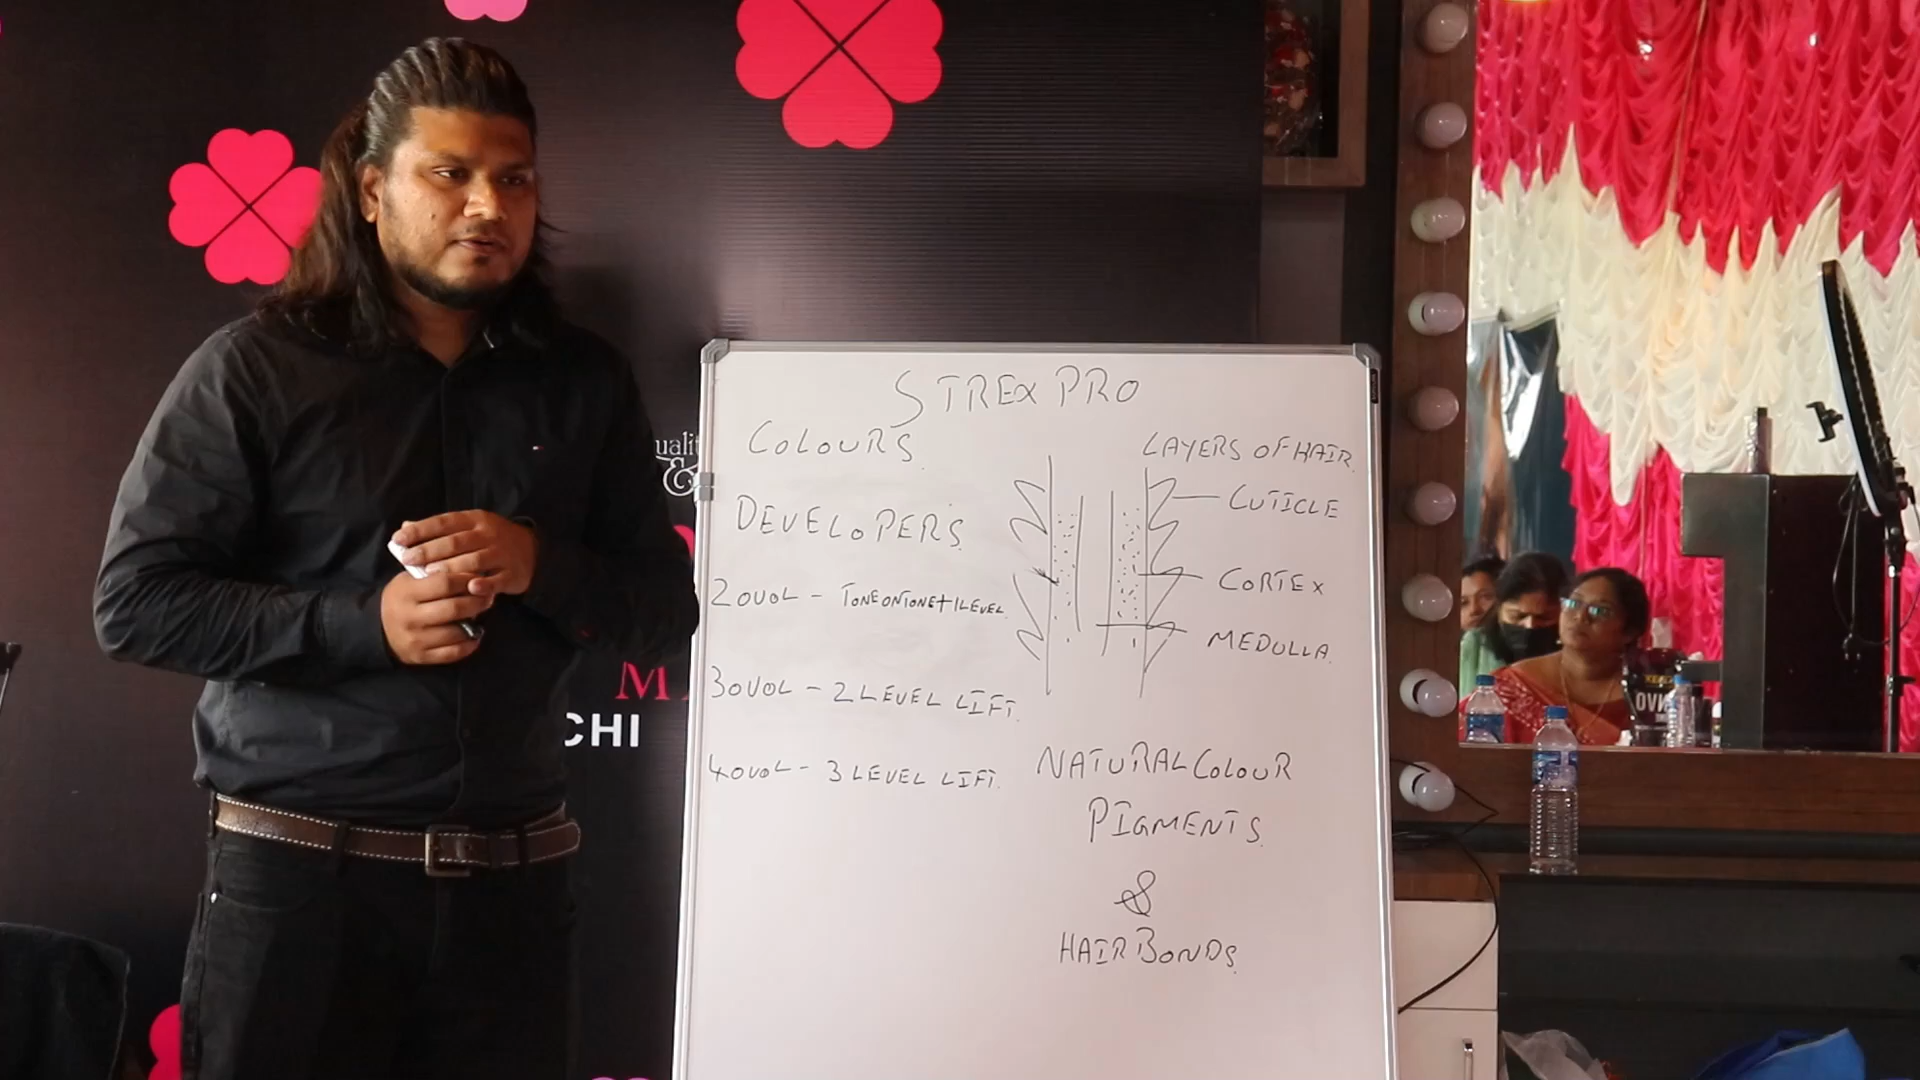 STREX PRO
COLOURS
LAYERS OF HAIR
CUTICLE
DEVELOPERS
CORTEX
20VOL - TONE ON TONE + 1 LEVEL
MEDULLA
30VOL - 2 LEVEL LIFT
40VOL - 3 LEVEL LIFT
NATURAL COLOUR
PIGMENTS
&
HAIR BONDS
&
M
CHI